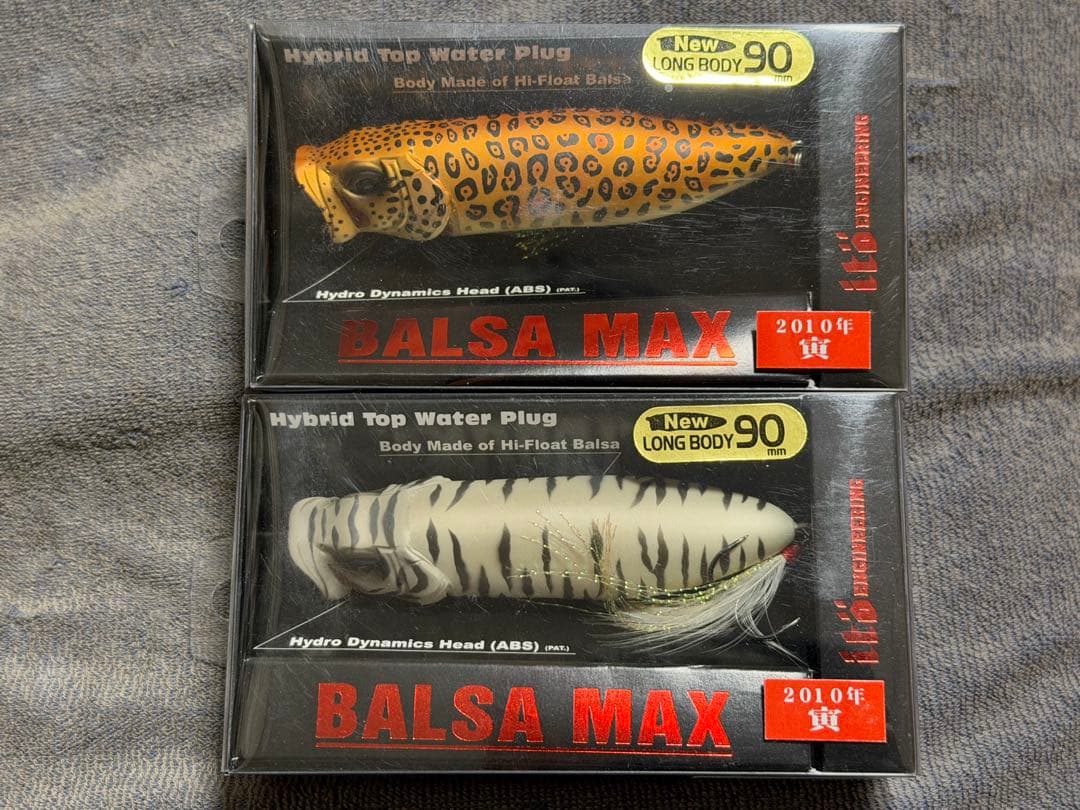 Hybrid Top Water Plug
Body Made of Hi-Float Balsa
New
LONG BODY 90
mm
itö ENGINEERING
Hydro Dynamics Head (ABS) (PAT.)
BALSA MAX
2010年
寅
Hybrid Top Water Plug
Body Made of Hi-Float Balsa
New
LONG BODY 90
mm
itö ENGINEERING
Hydro Dynamics Head (ABS) (PAT.)
BALSA MAX
2010年
寅